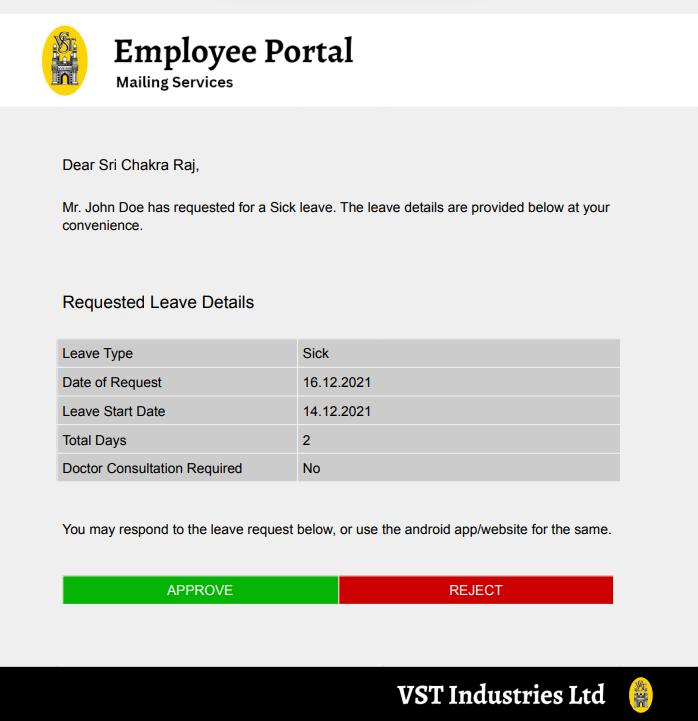 Employee Portal
Mailing Services
Dear Sri Chakra Raj,
Mr. John Doe has requested for a Sick leave. The leave details are provided below at your
convenience.
Requested Leave Details
Leave Type Sick
Date of Request 16.12.2021
Leave Start Date 14.12.2021
Total Days 2
Doctor Consultation Required No
You may respond to the leave request below, or use the android app/website for the same.
APPROVE REJECT
VST Industries Ltd